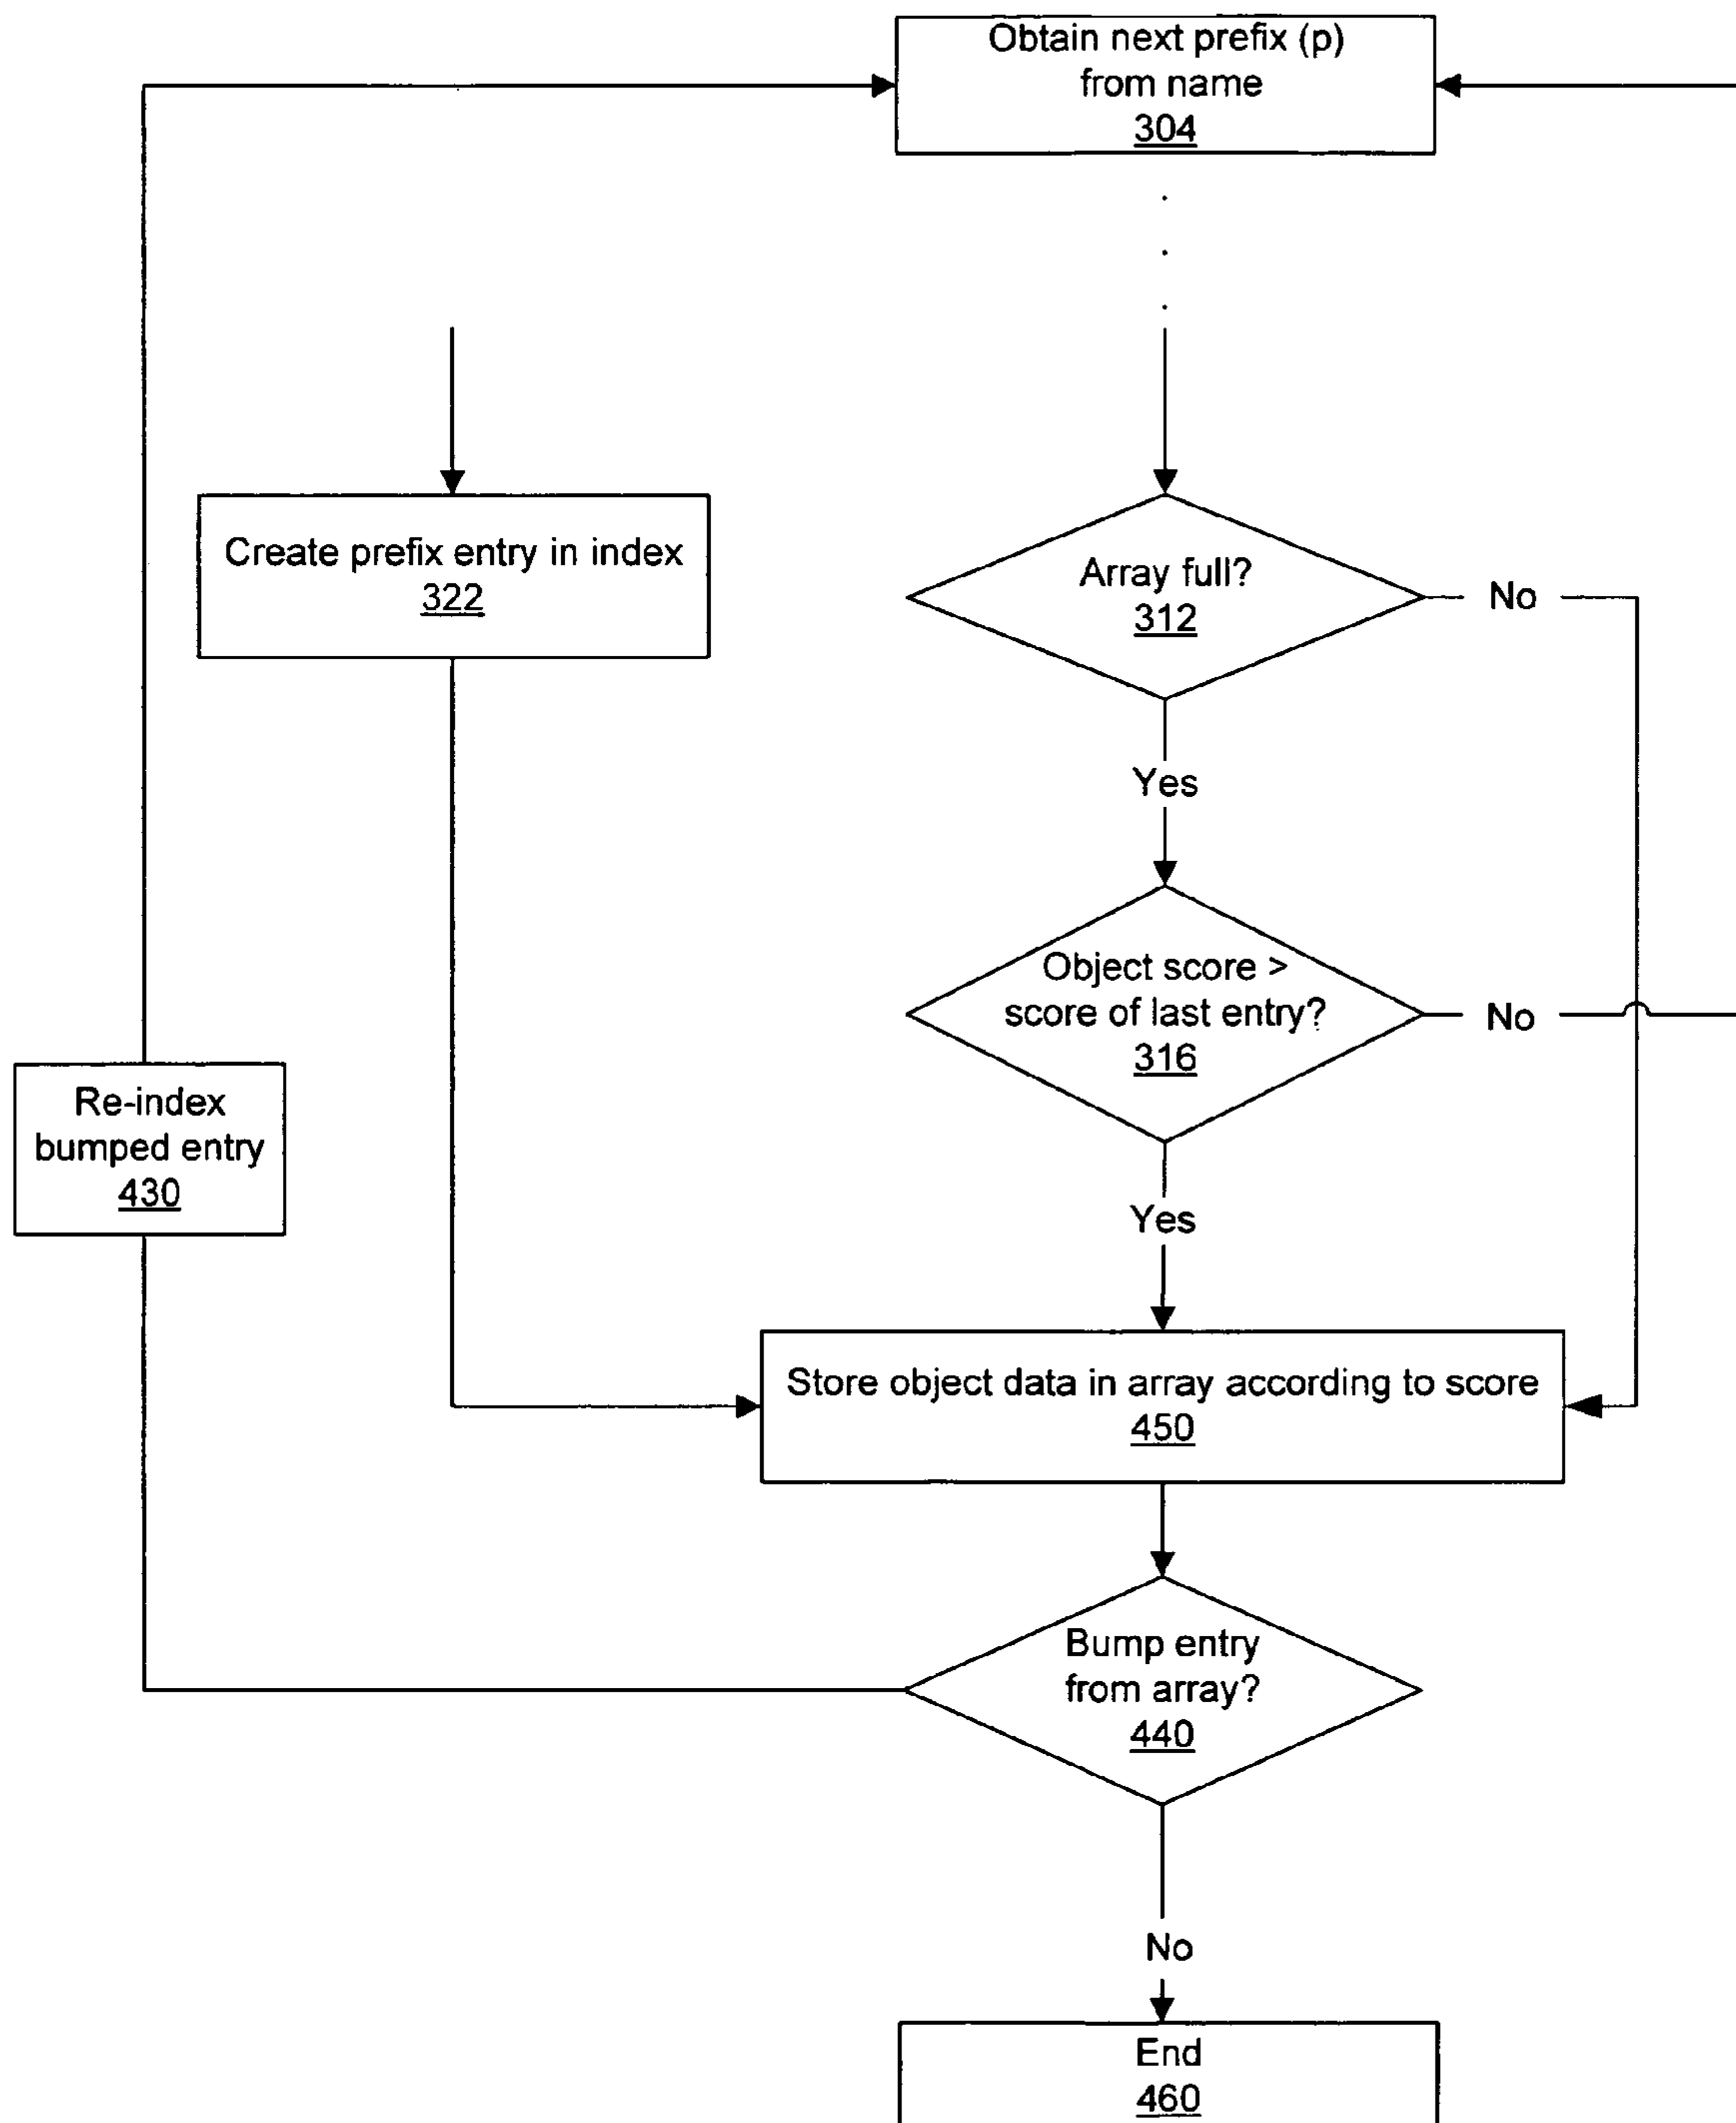 Obtain next prefix (p)
from name
304
Create prefix entry in index
322
Array full?
312
No
Yes
Object score >
score of last entry?
316
No
Re-index
bumped entry
430
Yes
Store object data in array according to score
450
Bump entry
from array?
440
No
End
460